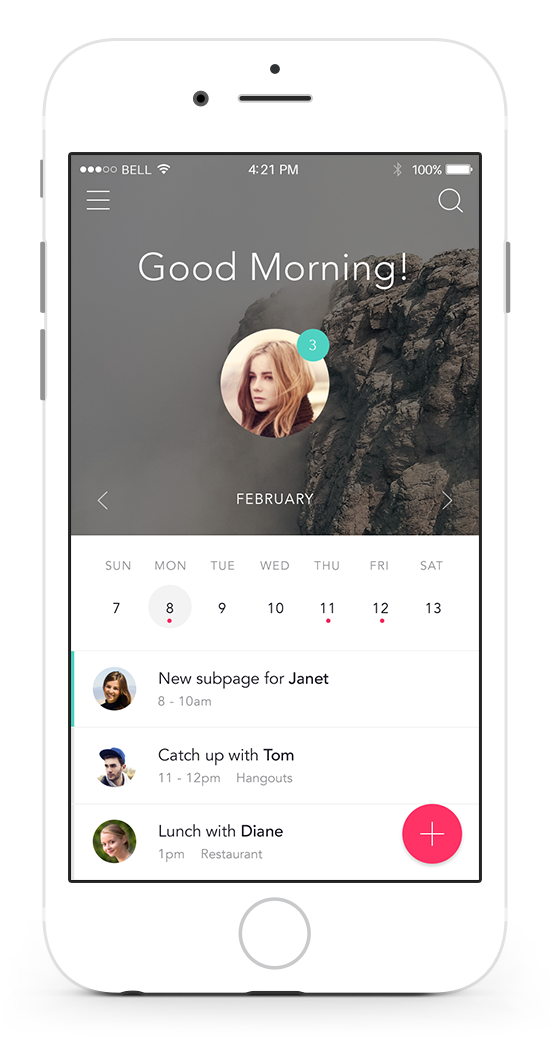 BELL 4:21 PM 100%
Good Morning!
3
FEBRUARY
SUN MON TUE WED THU FRI SAT
7 8 9 10 11 12 13
New subpage for Janet
8 - 10am
Catch up with Tom
11 - 12pm Hangouts
Lunch with Diane
1pm Restaurant